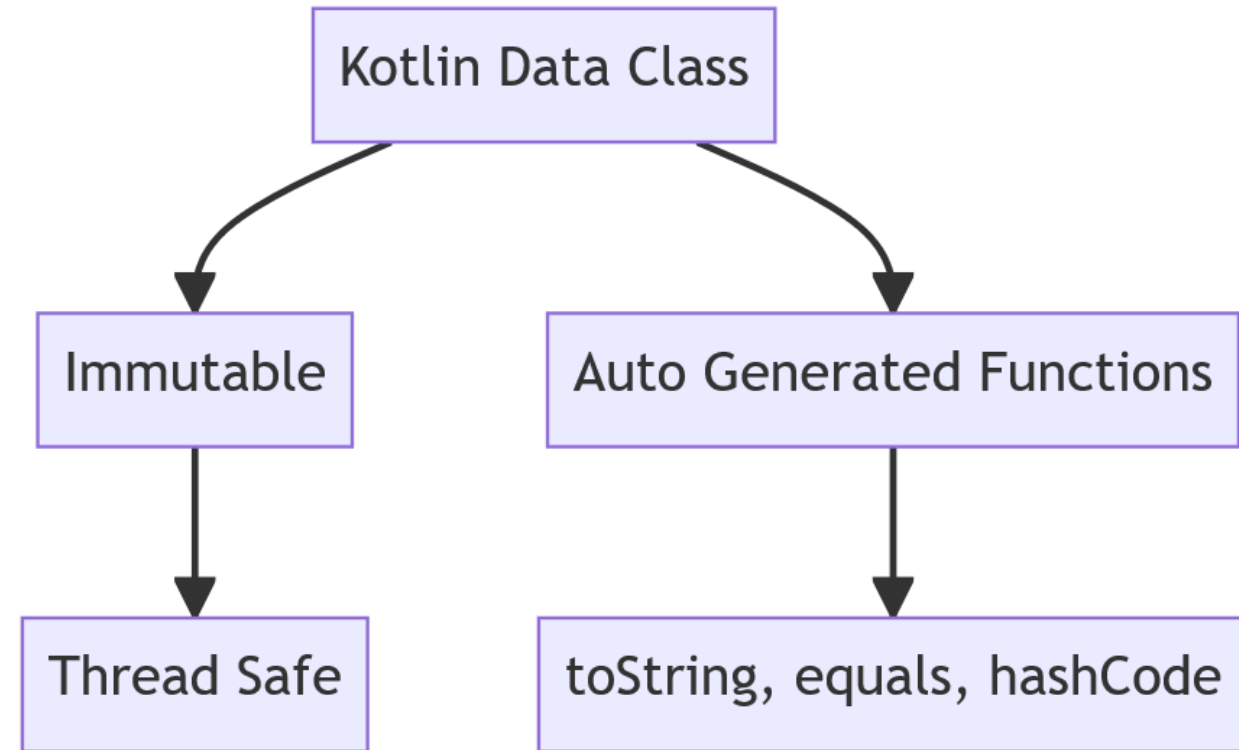 Kotlin Data Class
Immutable
Auto Generated Functions
Thread Safe
toString, equals, hashCode